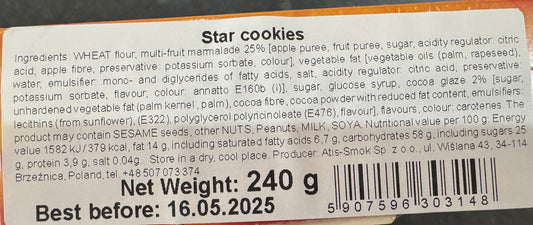 Star cookies
Ingredients: WHEAT flour, multi-fruit marmalade 25% [apple puree, fruit puree, sugar, acidity regulator: citric
acid, apple fibre, preservative: potassium sorbate, colour], vegetable fat [vegetable oils (palm, rapeseed),
water, emulsifier: mono- and diglycerides of fatty acids, salt, acidity regulator: citric acid, preservative:
potassium sorbate, flavour, colour: annatto E160b (i)], sugar, glucose syrup, cocoa glaze 2% [sugar,
unhardened vegetable fat (palm kernel, palm), cocoa fibre, cocoa powder with reduced fat content, emulsifiers:
lecithins (from sunflower), (E322), polyglycerol polyricinoleate (E476), flavour], flavours, colour: carotenes. The
product may contain SESAME seeds, other NUTS, Peanuts, MILK, SOYA. Nutritional value per 100 g: Energy
value 1582 KJ / 379 kcal, fat 14 g, including saturated fatty acids 6,7 g, carbohydrates 58 g, including sugars 25
g, protein 3,9 g, salt 0.04g. Store in a dry, cool place. Producer: Atis-Smok Sp. z o.o., ul. Wiślana 43, 34-114
Brzeźnica, Poland, tel. +48 507 073 374
Net Weight: 240 g
Best before: 16.05.2025
5 907596 303148